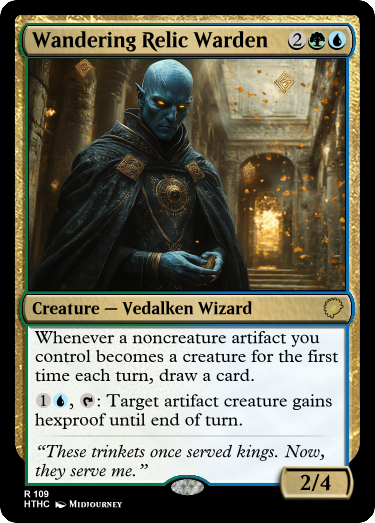 Wandering Relic Warden 2
Creature — Vedalken Wizard
Whenever a noncreature artifact you
control becomes a creature for the first
time each turn, draw a card.
1 , : Target artifact creature gains
hexproof until end of turn.
“These trinkets once served kings. Now,
they serve me.”
2/4
R 109
HTHC Midjourney